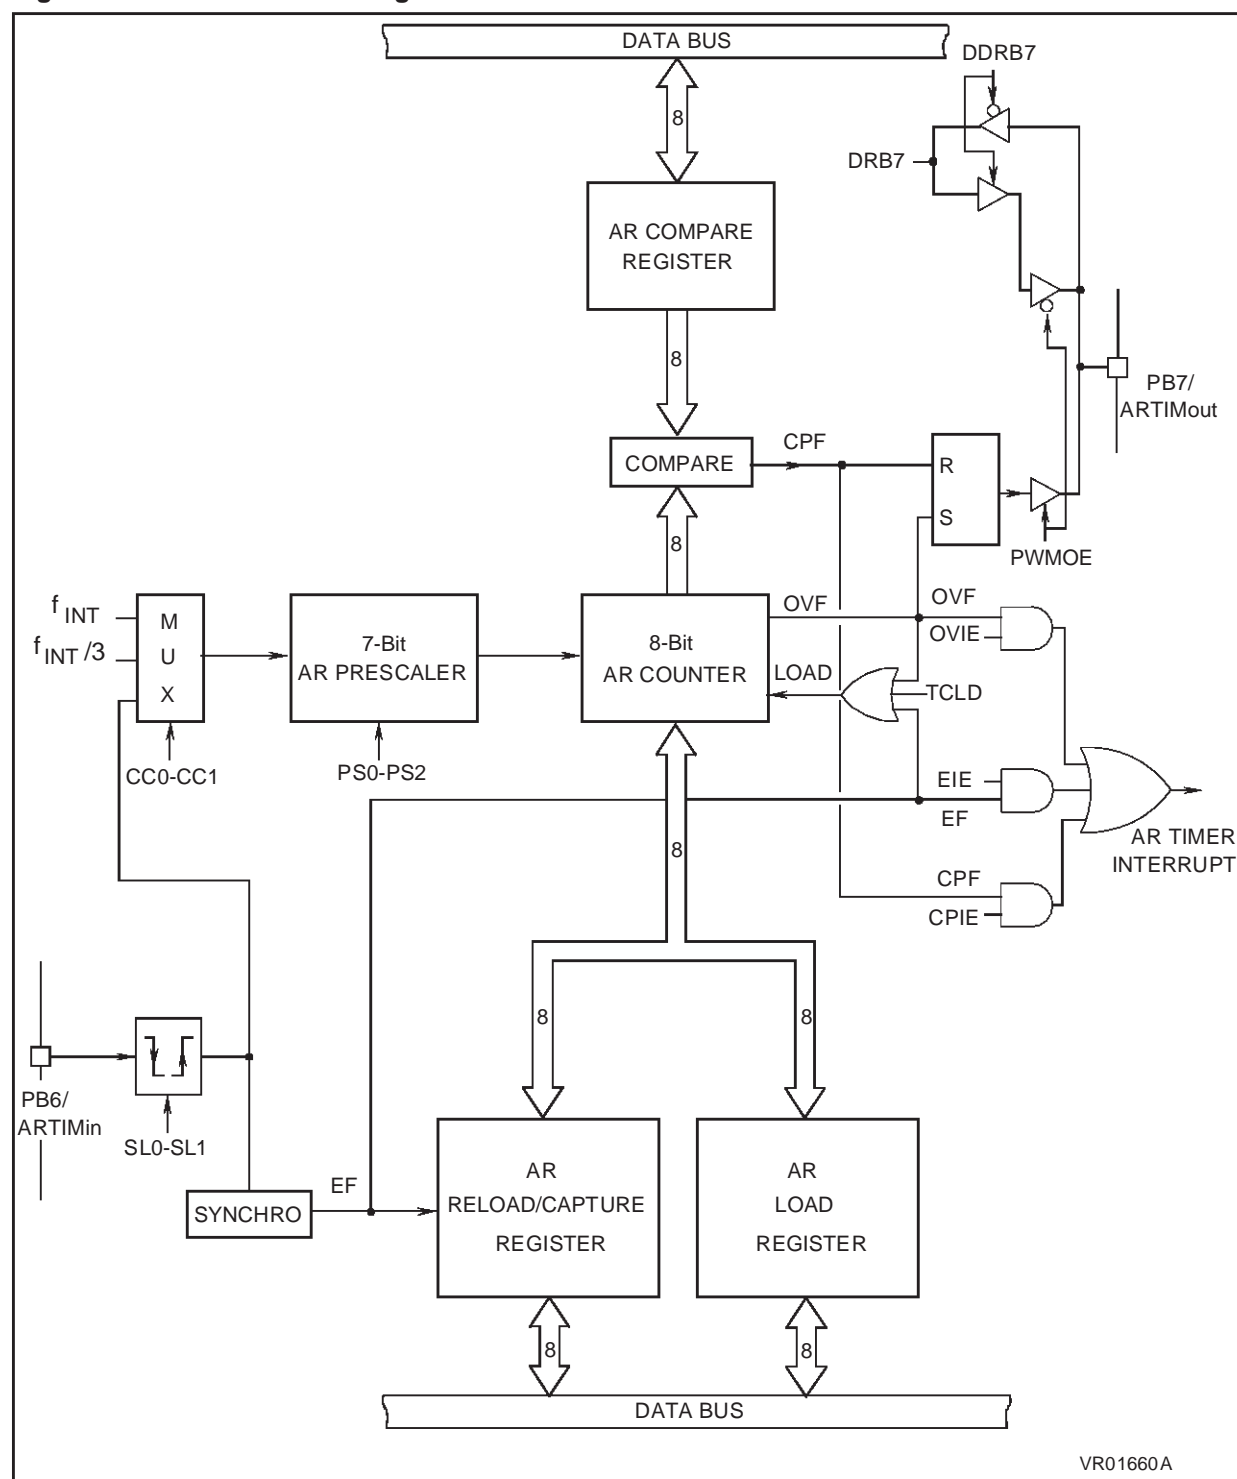 DATA BUS
DDRB7
8
DRB7
AR COMPARE
REGISTER
8
PB7/
ARTIMout
CPF
COMPARE
R
S
8
PWMOE
f INT
f INT /3
M
U
X
7-Bit
AR PRESCALER
8-Bit
AR COUNTER
OVF
OVF
OVIE
LOAD
TCLD
CC0-CC1
PS0-PS2
EIE
EF
8
AR TIMER
INTERRUPT
CPF
CPIE
8
8
PB6/
ARTIMin
SL0-SL1
EF
SYNCHRO
AR
RELOAD/CAPTURE
REGISTER
AR
LOAD
REGISTER
8
8
DATA BUS
VR01660A